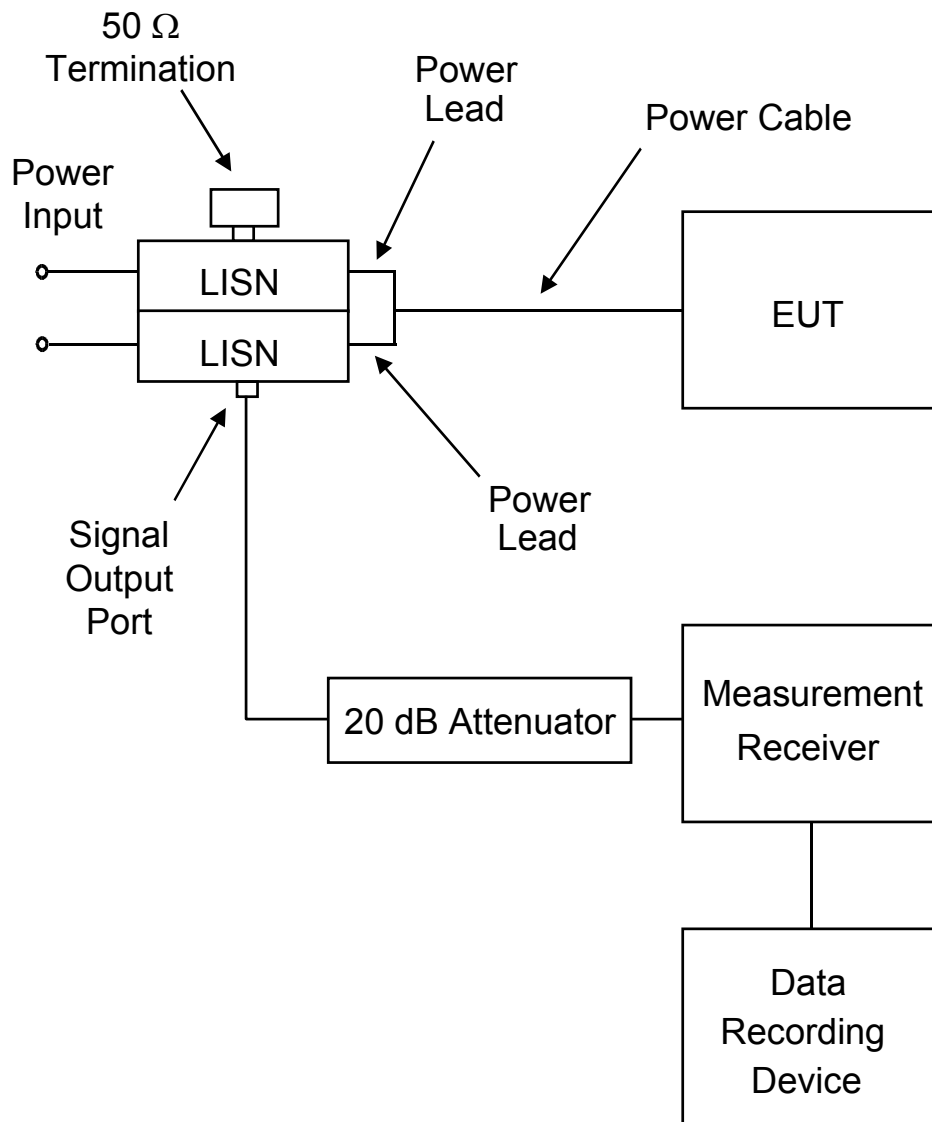 50 Ω
Termination
Power
Lead
Power Cable
Power
Input
LISN
LISN
EUT
Power
Lead
Signal
Output
Port
20 dB Attenuator
Measurement
Receiver
Data
Recording
Device